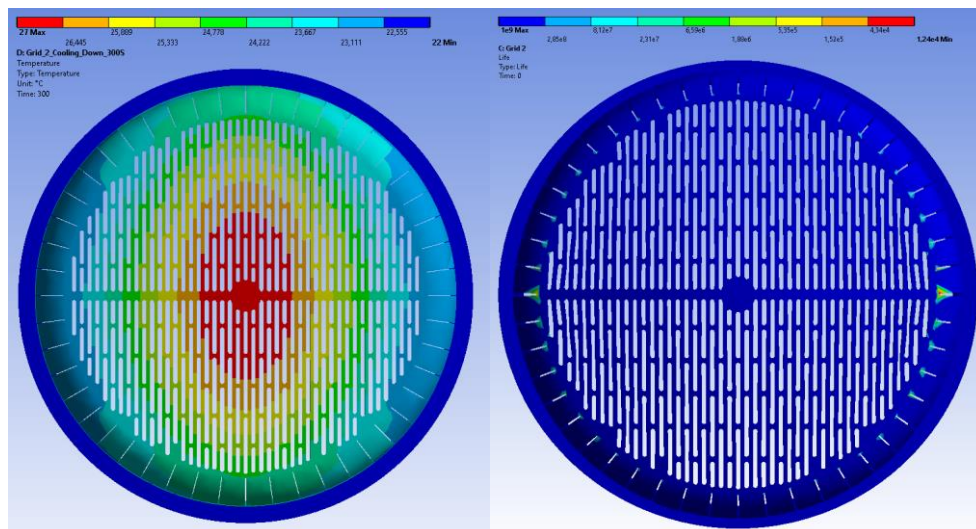 27 Max
25,889
24,778
23,667
22,555
26,445
25,333
24,222
23,111
22 Min
D: Grid_2_Cooling_Down_300S
Temperature
Type: Temperature
Unit: °C
Time: 300
1e9 Max
8,12e7
6,59e6
5,35e5
4,34e4
2,85e8
2,31e7
1,88e6
1,52e5
1,24e4 Min
C: Grid 2
Life
Type: Life
Time: 0